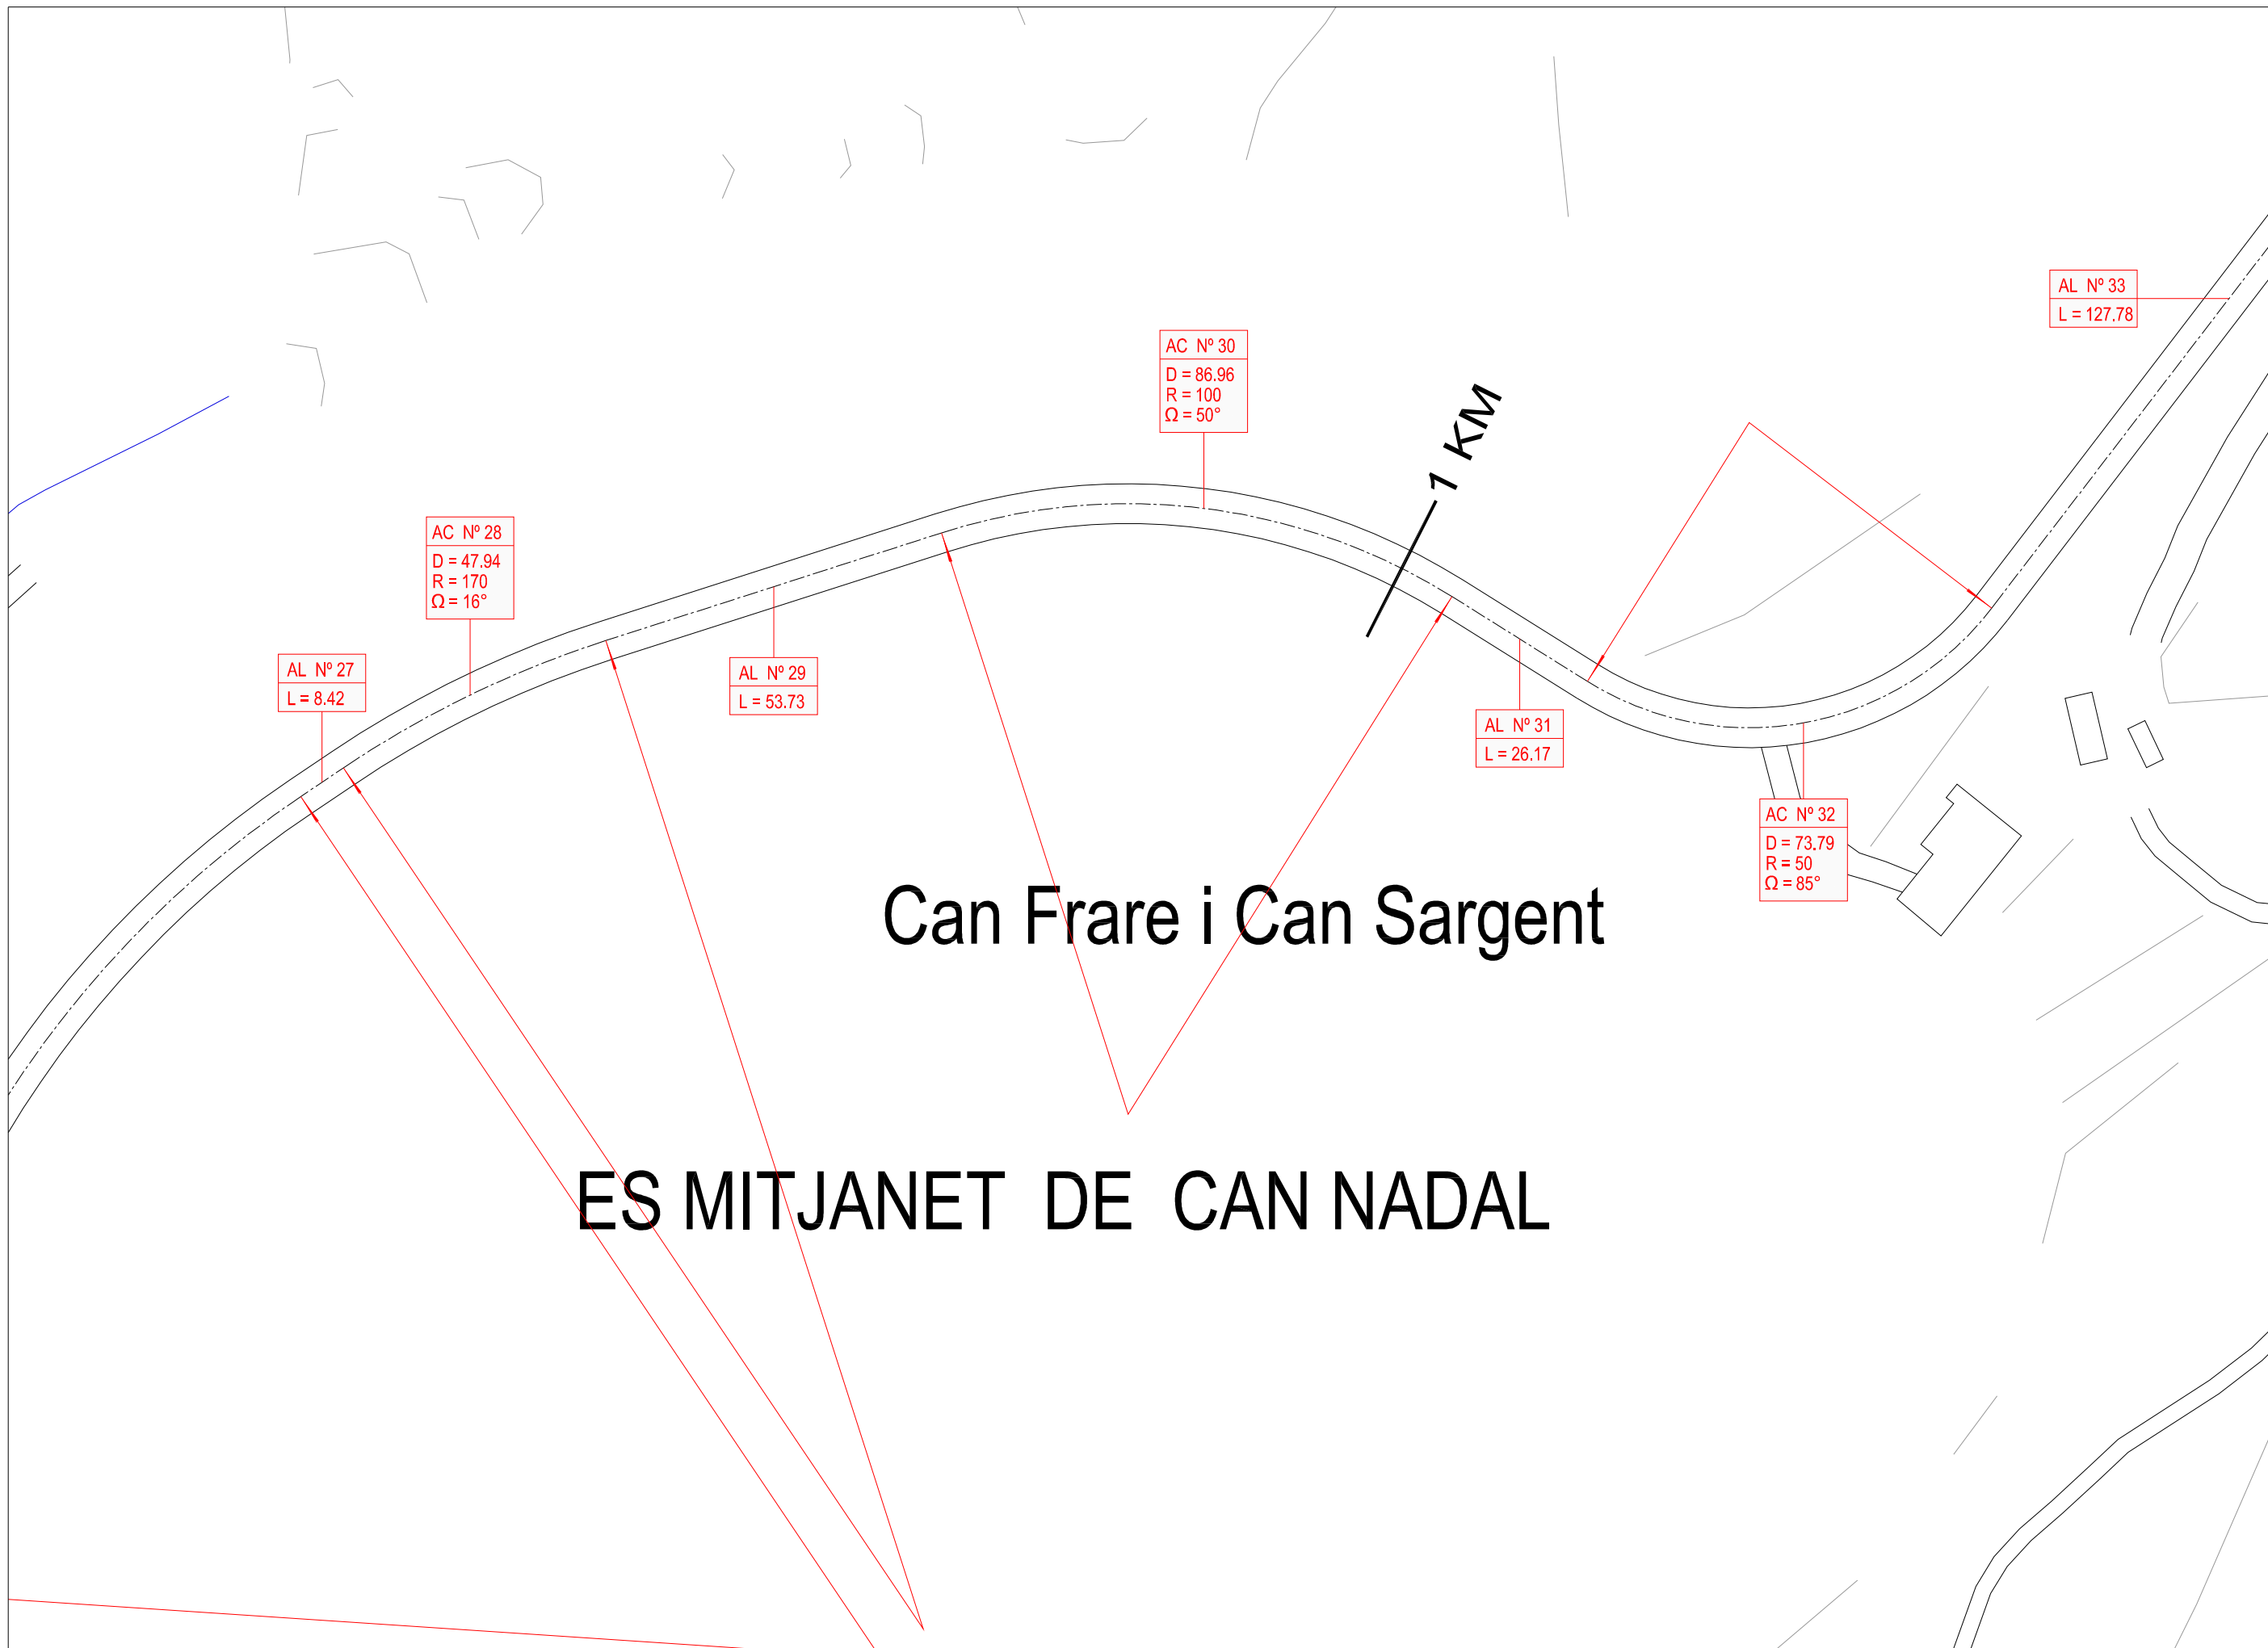 AL Nº 33
L = 127.78
AC Nº 30
D = 86.96
R = 100
Ω = 50°
1 KM
AC Nº 28
D = 47.94
R = 170
Ω = 16°
AL Nº 27
L = 8.42
AL Nº 29
L = 53.73
AL Nº 31
L = 26.17
AC Nº 32
D = 73.79
R = 50
Ω = 85°
Can Frare i Can Sargent
ES MITJANET DE CAN NADAL